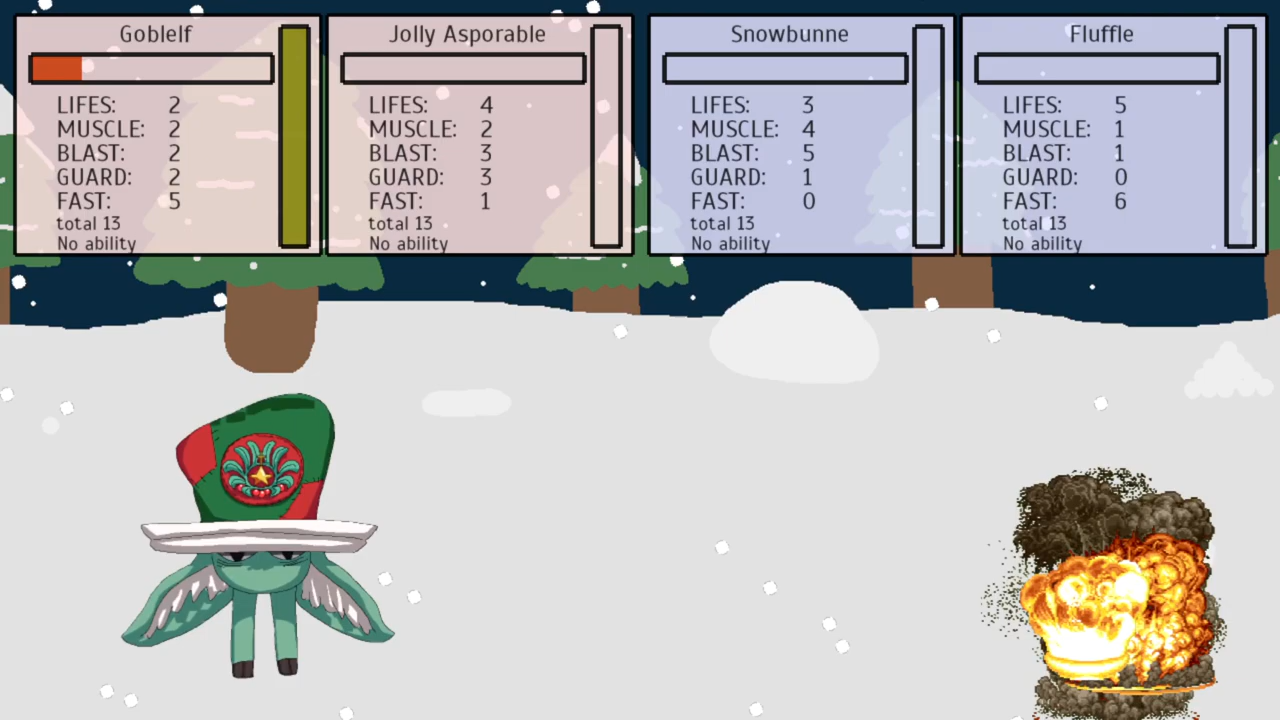 Goblelf
LIFES: 2
MUSCLE: 2
BLAST: 2
GUARD: 2
FAST: 5
total 13
No ability
Jolly Asporable
LIFES: 4
MUSCLE: 2
BLAST: 3
GUARD: 3
FAST: 1
total 13
No ability
Snowbunne
LIFES: 3
MUSCLE: 4
BLAST: 5
GUARD: 1
FAST: 0
total 13
No ability
Fluffle
LIFES: 5
MUSCLE: 1
BLAST: 1
GUARD: 0
FAST: 6
total 13
No ability